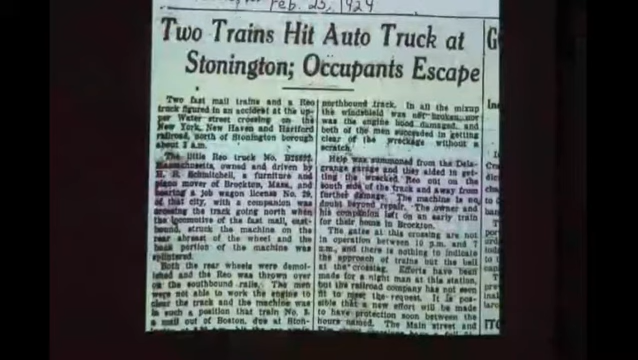 Feb. 25, 1924
Two Trains Hit Auto Truck at
Stonington; Occupants Escape
Two fast mail trains and a Reo
truck figured in an accident at the up-
per Water street crossing on the
New York, New Haven and Hartford
railroad, north of Stonington borough
about 3 a.m.
The little Reo truck No.
Massachusetts, owned and driven by
H. R. Schmitchell, a furniture and
piano mover of Brockton, Mass., and
bearing a job wagon license No. 29,
of that city, with a companion was
crossing the track going north when
the locomotive of the fast mail, east-
bound, struck the machine on the
rear abreast of the wheel and the
back portion of the machine was
splintered.
Both the rear wheels were demol-
ished and the Reo was thrown over
on the southbound rails. The men
were not able to work the engine to
clear the track and the machine was
in such a position that train No.
a mail out of Boston, due at Ston-
northbound track. In all the mixup
the windshield was not broken, nor
was the engine hood damaged, and
both of the men succeeded in getting
clear of the wreckage without a
scratch.
Help was summoned from the Dela-
grange garage and they aided in get-
ting the wrecked Reo out on the
south side of the track and away from
further damage. The machine is no
doubt beyond repair. The owner and
his companion left on an early train
for their home in Brockton.
The gates at this crossing are not
in operation between 10 p.m. and 7
a.m., and there is nothing to indicate
the approach of trains but the bell
at the crossing. Efforts have been
made for a night man at this station,
but the railroad company has not seen
fit to meet the request. It is pos-
sible that a new effort will be made
to have protection soon between the
hours named. The Main street and